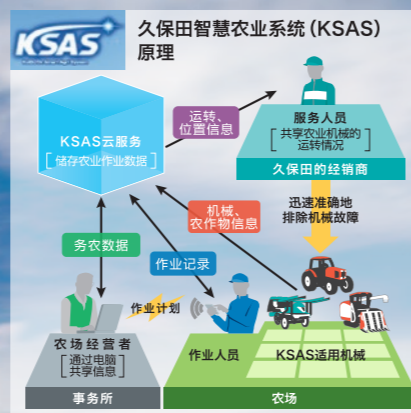 KSAS
久保田智慧农业系统（KSAS）
原理
KSAS云服务
[储存农业作业数据]
运转、
位置信息
服务人员
[共享农业机械的
运转情况]
久保田的经销商
迅速准确地
排除机械故障
机械、
农作物信息
务农数据
作业记录
作业计划
农场经营者
[通过电脑
共享信息]
事务所
作业人员
KSAS适用机械
农场